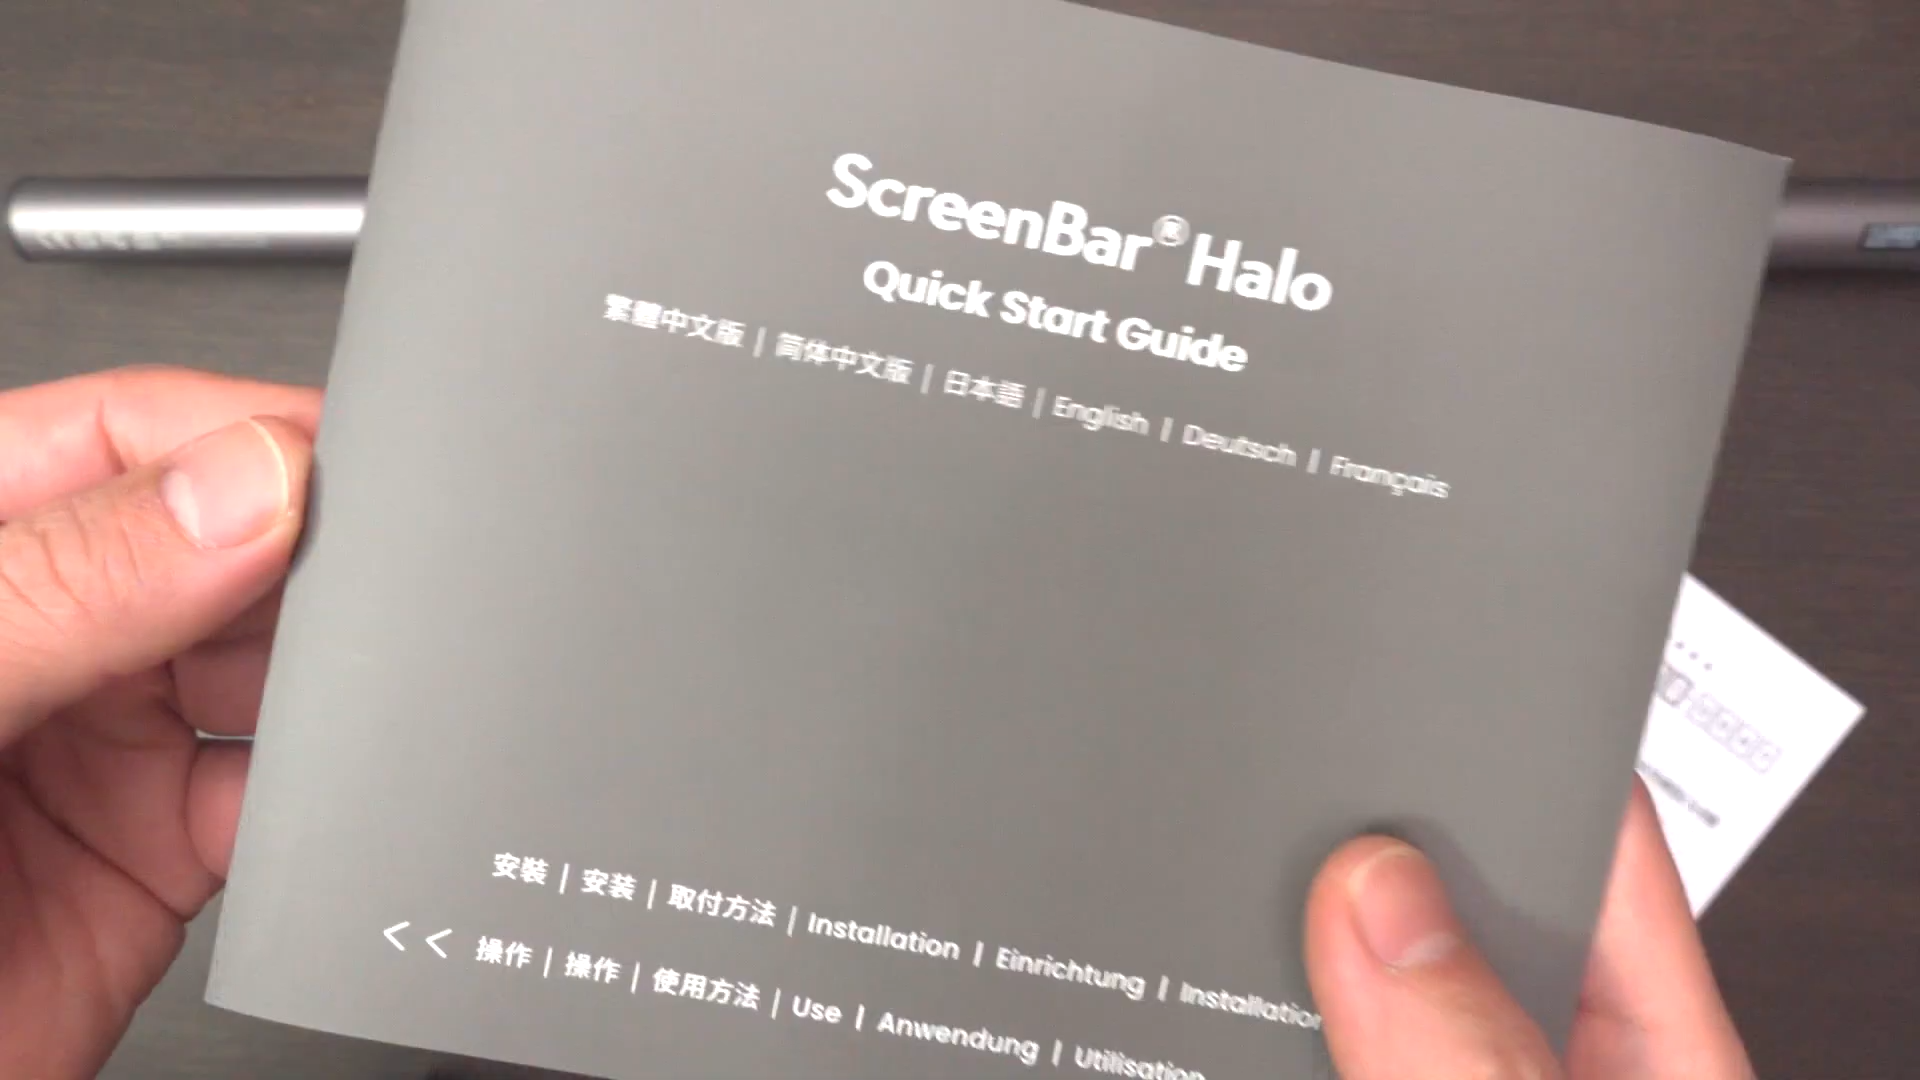 ScreenBar® Halo
Quick Start Guide
繁體中文版 | 简体中文版 | 日本語 | English | Deutsch | Français
安裝 | 安装 | 取付方法 | Installation | Einrichtung | Installation
<< 操作 | 操作 | 使用方法 | Use | Anwendung | Utilisation